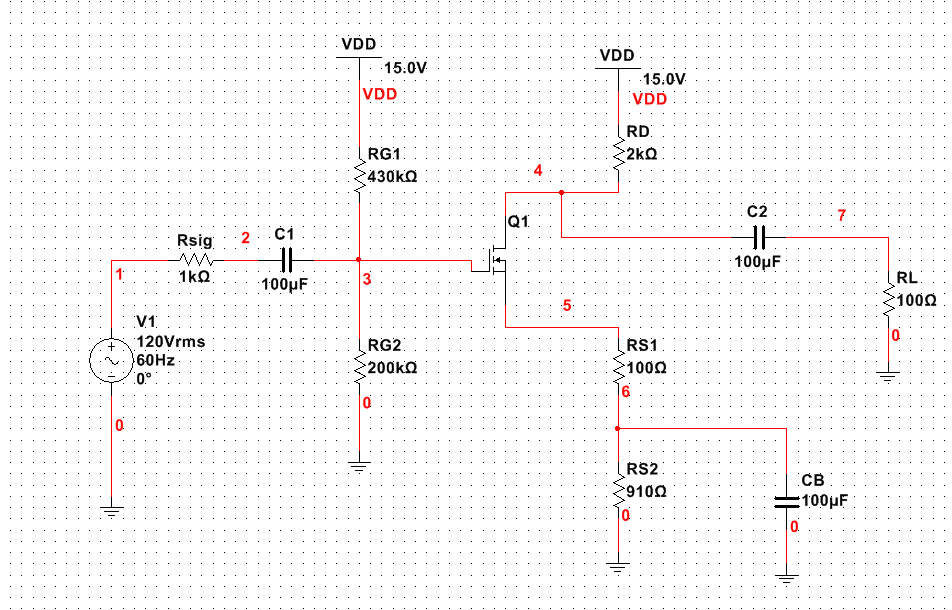 VDD
15.0V
VDD
VDD
15.0V
VDD
RD
2kΩ
RG1
430kΩ
4
Q1
C2
7
100µF
Rsig
2
C1
1kΩ
100µF
1
3
5
RL
100Ω
0
V1
120Vrms
60Hz
0°
0
RG2
200kΩ
0
RS1
100Ω
6
RS2
910Ω
0
CB
100µF
0